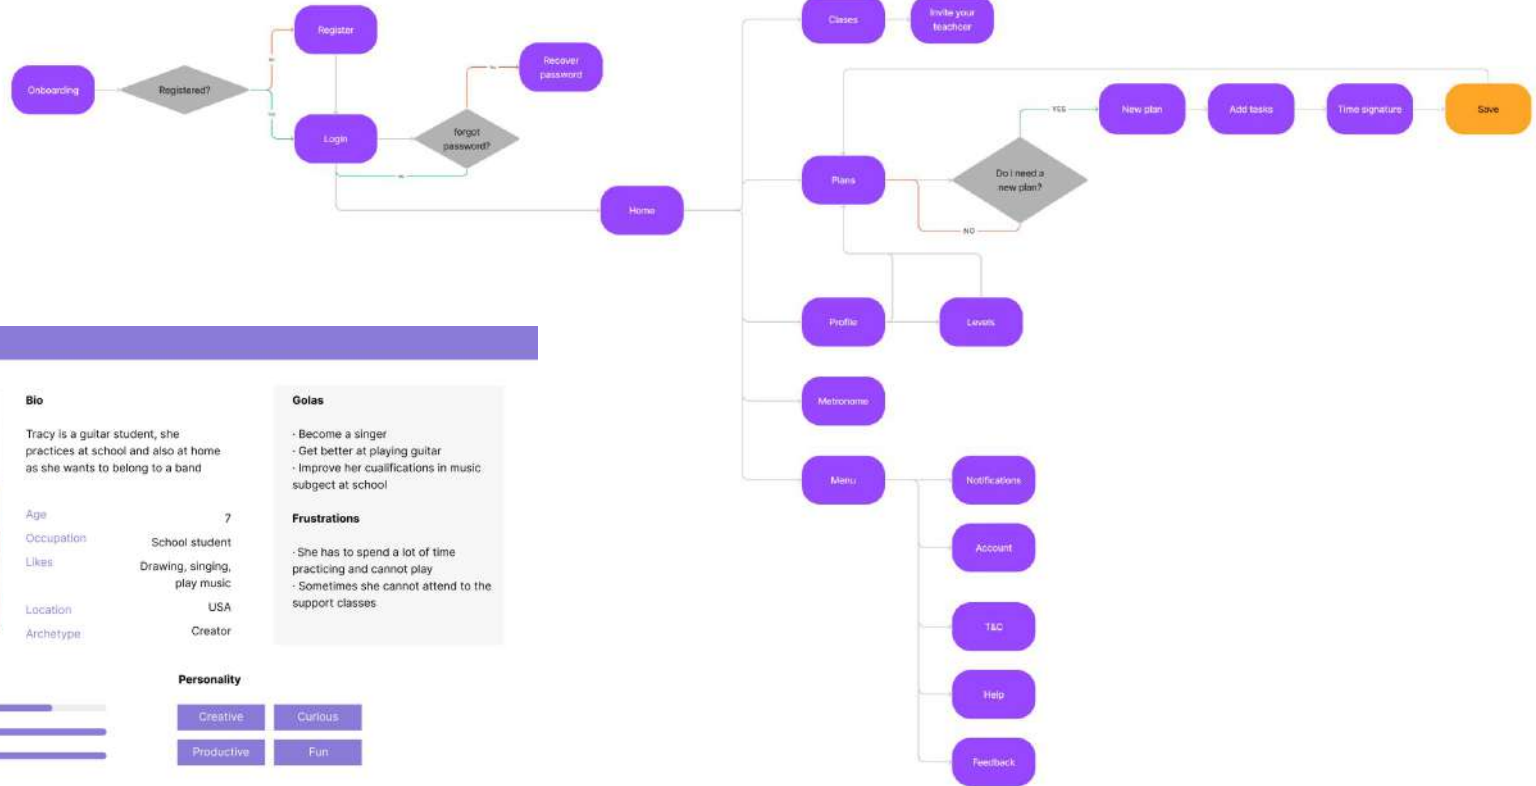 Onboarding
Registered?
Register
Login
forgot
password?
Recover
password
Home
Clases
Invite your
teachcer
Plans
Do I need a
new plan?
YES
NO
New plan
Add tasks
Time signature
Save
Profile
Levels
Metronome
Menu
Notifications
Account
T&C
Help
Feedback
Bio
Tracy is a guitar student, she
practices at school and also at home
as she wants to belong to a band
Age
7
Occupation
School student
Likes
Drawing, singing,
play music
Location
USA
Archetype
Creator
Golas
· Become a singer
· Get better at playing guitar
· Improve her cualifications in music
subgect at school
Frustrations
· She has to spend a lot of time
practicing and cannot play
· Sometimes she cannot attend to the
support classes
Personality
Creative
Curious
Productive
Fun